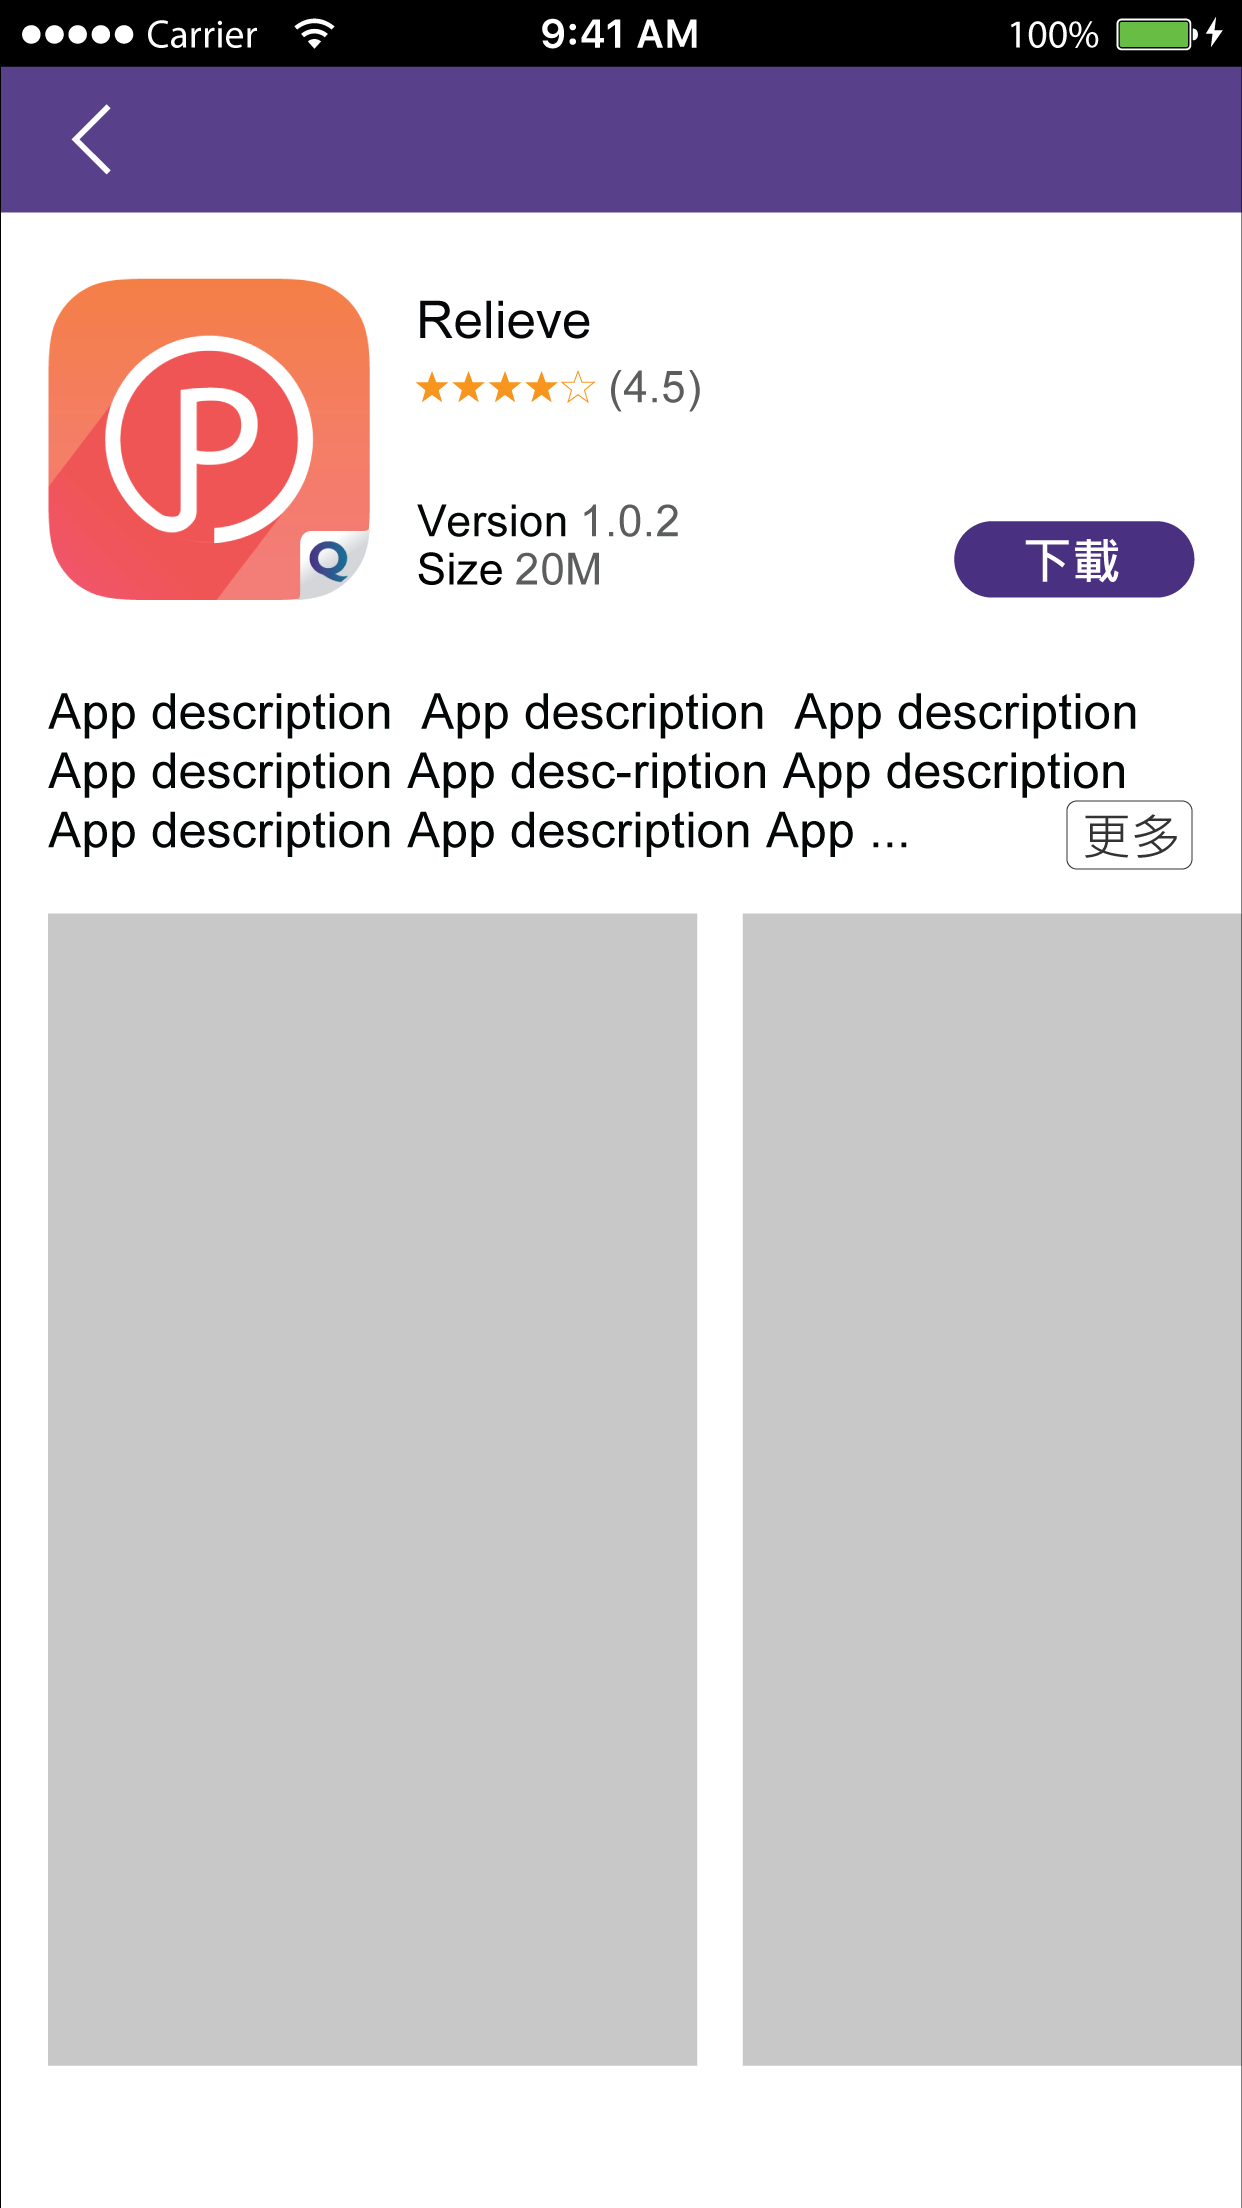 Carrier 9:41 AM 100%
P
Q
Relieve
★★★★☆ (4.5)
Version 1.0.2
Size 20M
下載
App description  App description  App description
App description App desc-ription App description
App description App description App ...
更多